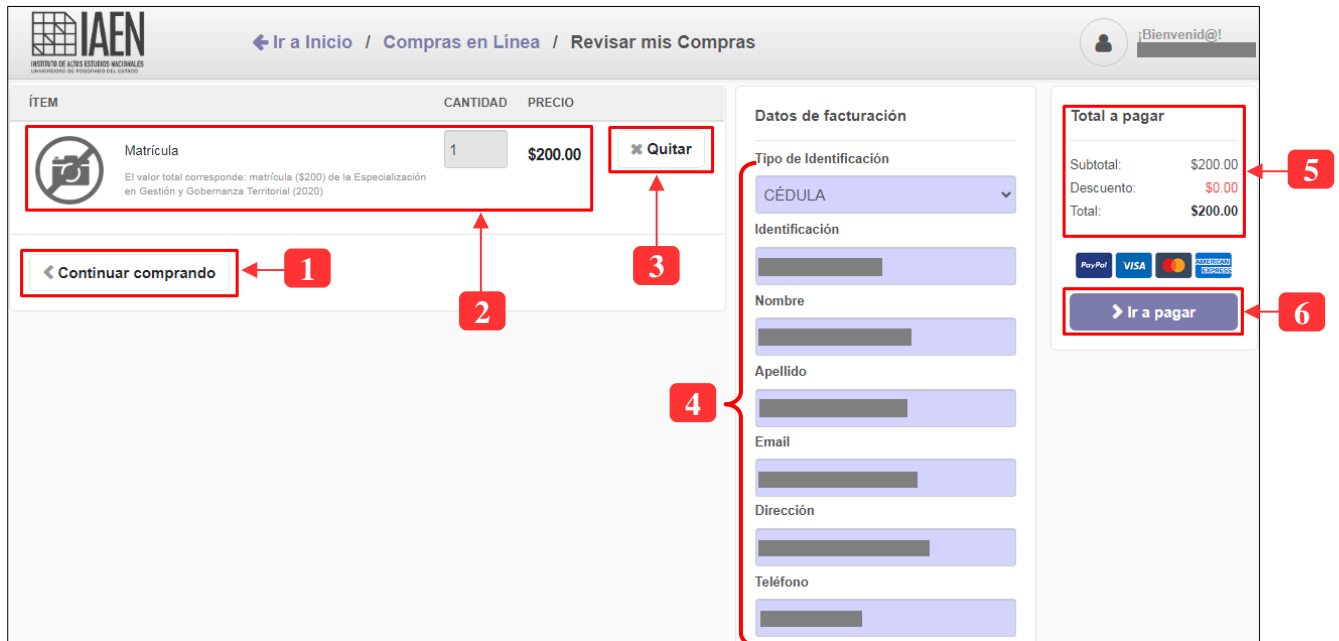 IAEN
INSTITUTO DE ALTOS ESTUDIOS NACIONALES
UNIVERSIDAD DE POSGRADO DEL ESTADO
Ir a Inicio / Compras en Línea / Revisar mis Compras
¡Bienvenid@!
ÍTEM CANTIDAD PRECIO
Matrícula
El valor total corresponde: matrícula ($200) de la Especialización
en Gestión y Gobernanza Territorial (2020)
1
$200.00
Quitar
Continuar comprando
1
2
3
Datos de facturación
Tipo de Identificación
CÉDULA
Identificación
Nombre
Apellido
Email
Dirección
Teléfono
4
Total a pagar
Subtotal: $200.00
Descuento: $0.00
Total: $200.00
5
PayPal VISA AMERICAN
EXPRESS
Ir a pagar
6